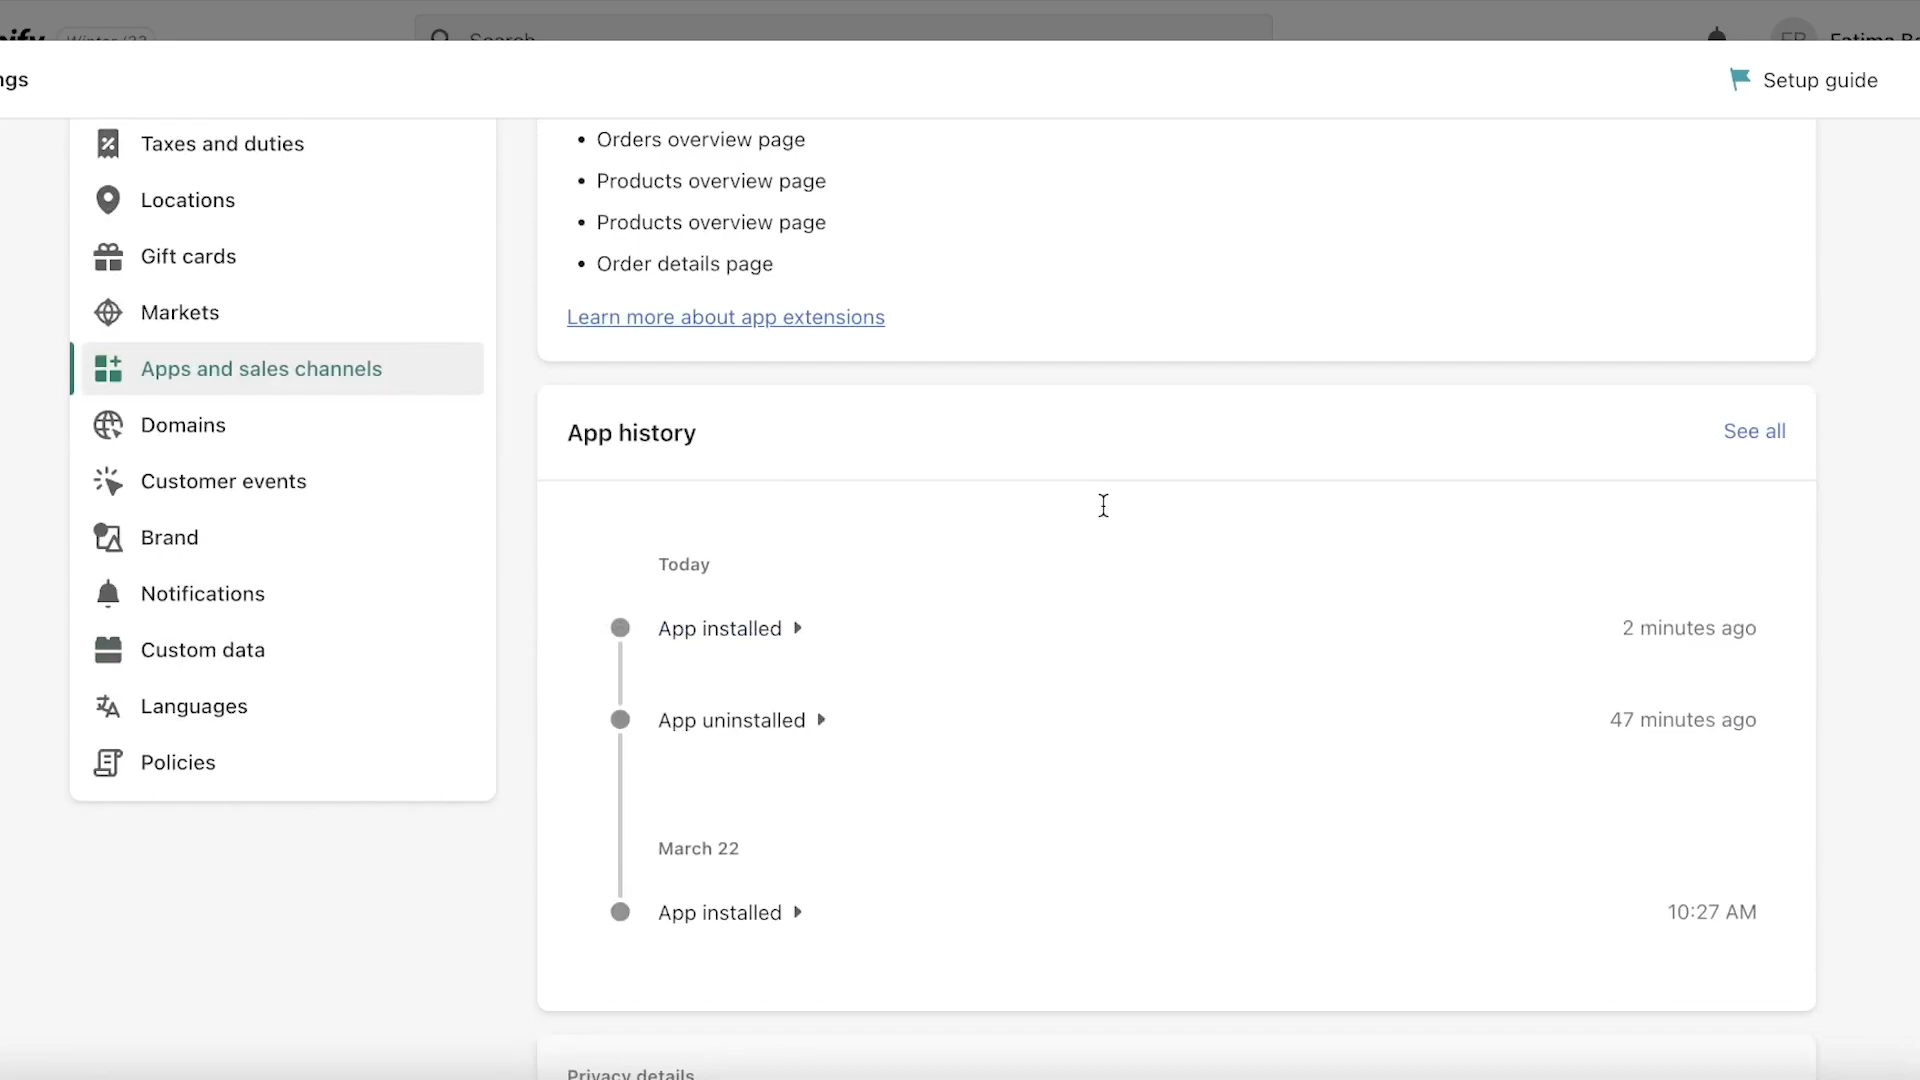 Search
ngs
Setup guide
Taxes and duties
Locations
Gift cards
Markets
Apps and sales channels
Domains
Customer events
Brand
Notifications
Custom data
Languages
Policies
• Orders overview page
• Products overview page
• Products overview page
• Order details page
Learn more about app extensions
App history
See all
Today
App installed
2 minutes ago
App uninstalled
47 minutes ago
March 22
App installed
10:27 AM
Privacy details